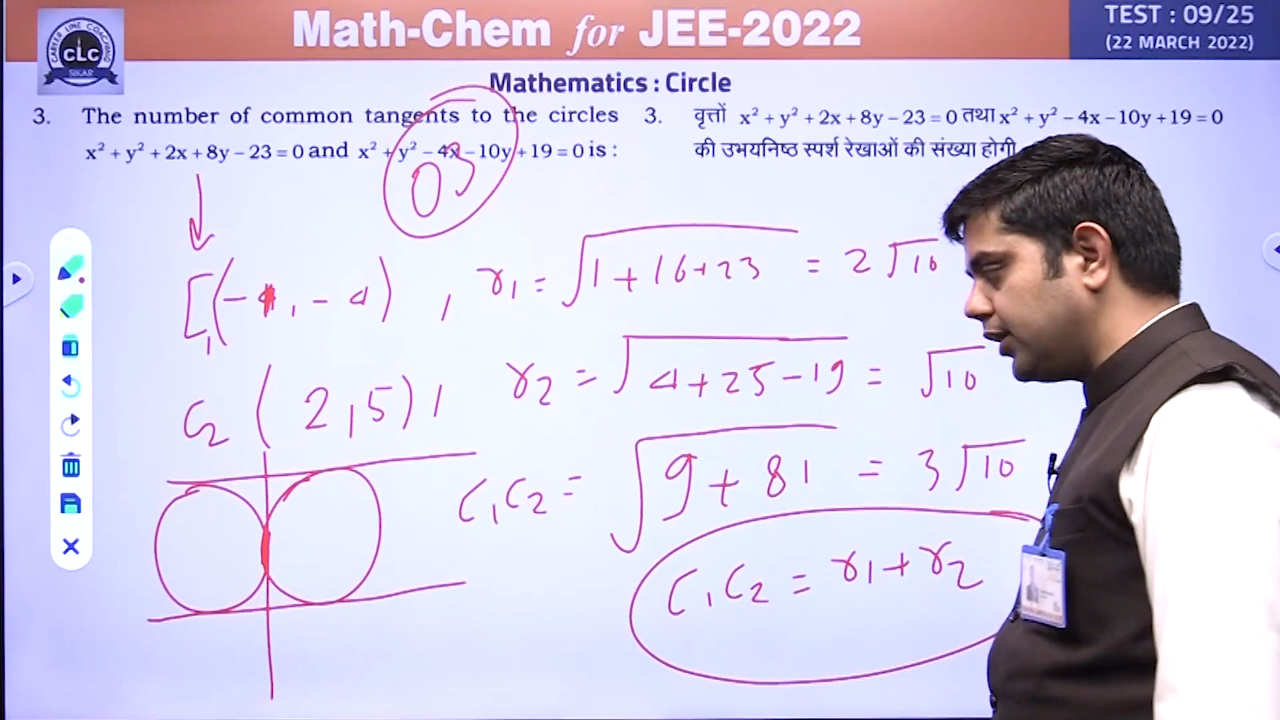 Math-Chem for JEE-2022
TEST : 09/25
(22 MARCH 2022)
CAREER LINE COACHING
CLC
SIKAR
Mathematics : Circle
3. The number of common tangents to the circles
x² + y² + 2x + 8y − 23 = 0 and x² + y² − 4x − 10y + 19 = 0 is :
3. वृत्तों x² + y² + 2x + 8y − 23 = 0 तथा x² + y² − 4x − 10y + 19 = 0
की उभयनिष्ठ स्पर्श रेखाओं की संख्या होगी
03
C₁(−1, −4), r₁ = √1+16+23 = 2√10
C₂(2,5), r₂ = √4+25−19 = √10
C₁C₂ = √9+81 = 3√10
C₁C₂ = r₁+r₂